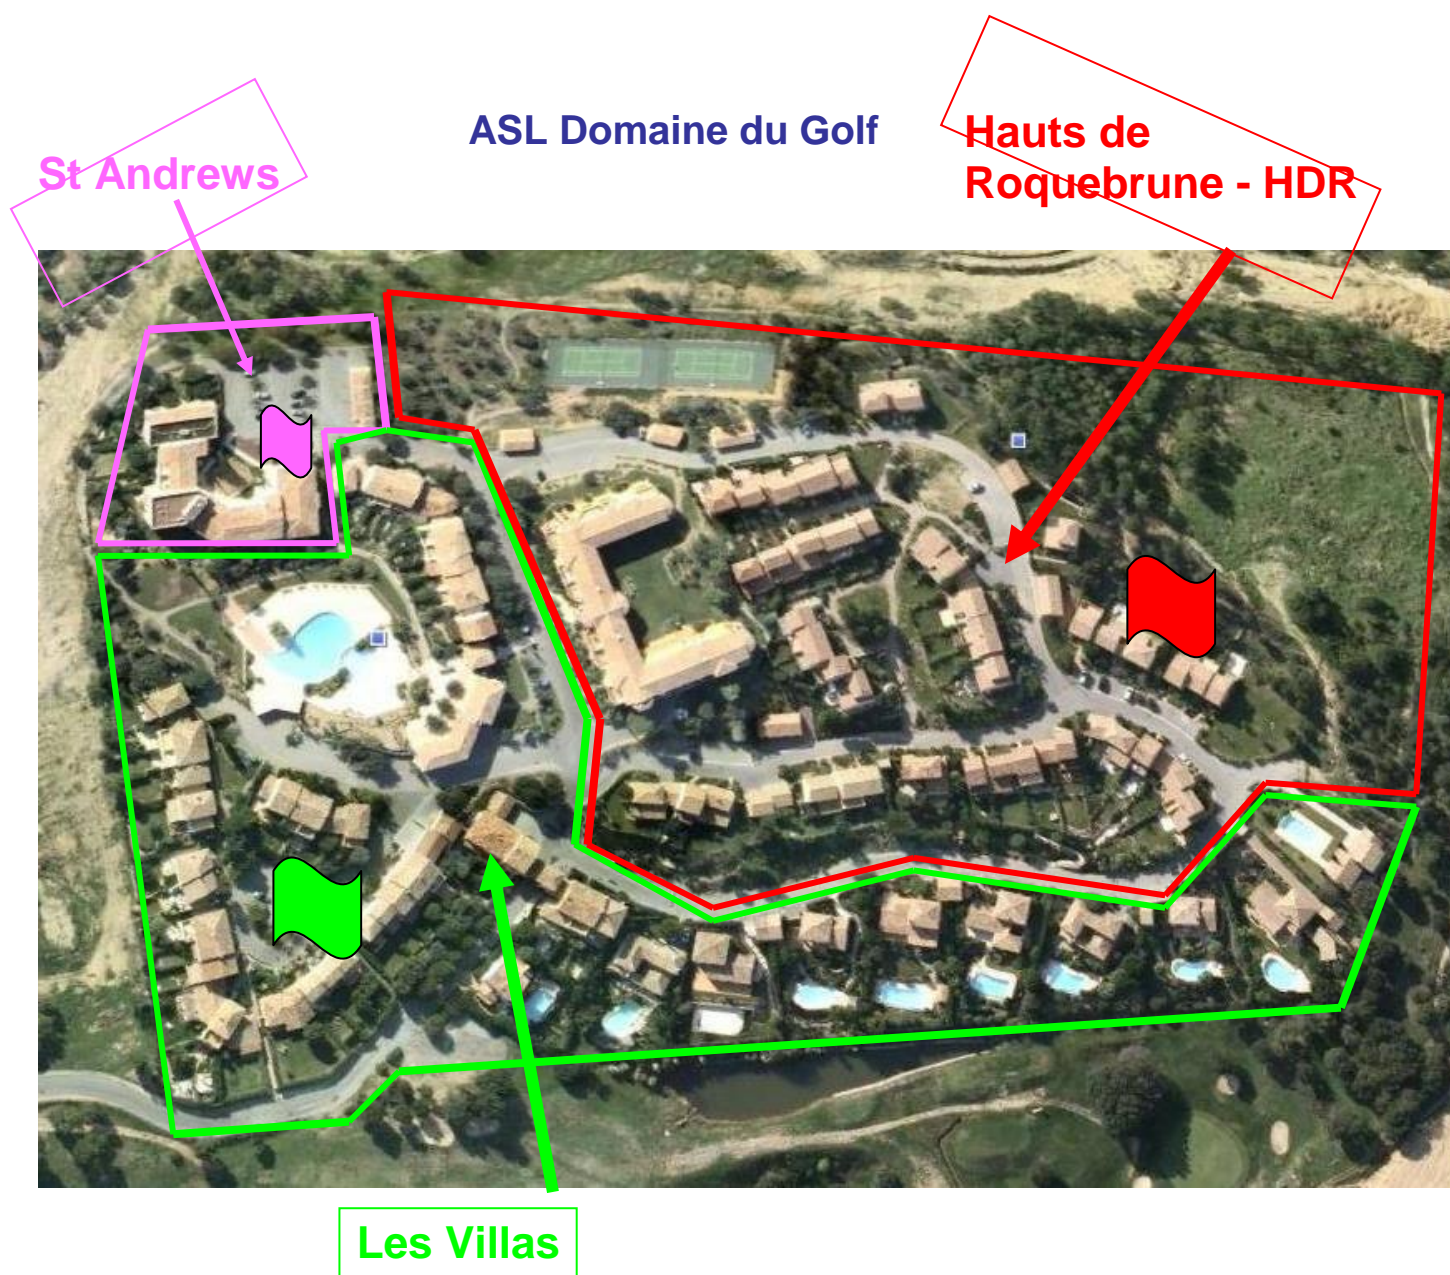 ASL Domaine du Golf
Hauts de
Roquebrune - HDR
St Andrews
Les Villas